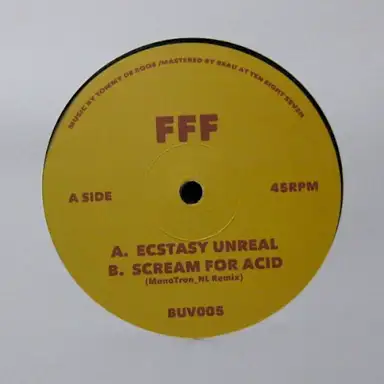 MUSIC BY TOMMY DE ROOS /MASTERED BY BEAU AT TEN EIGHT SEVEN
FFF
A SIDE
45RPM
A. ECSTASY UNREAL
B. SCREAM FOR ACID
(MonoTron_NL Remix)
BUV005